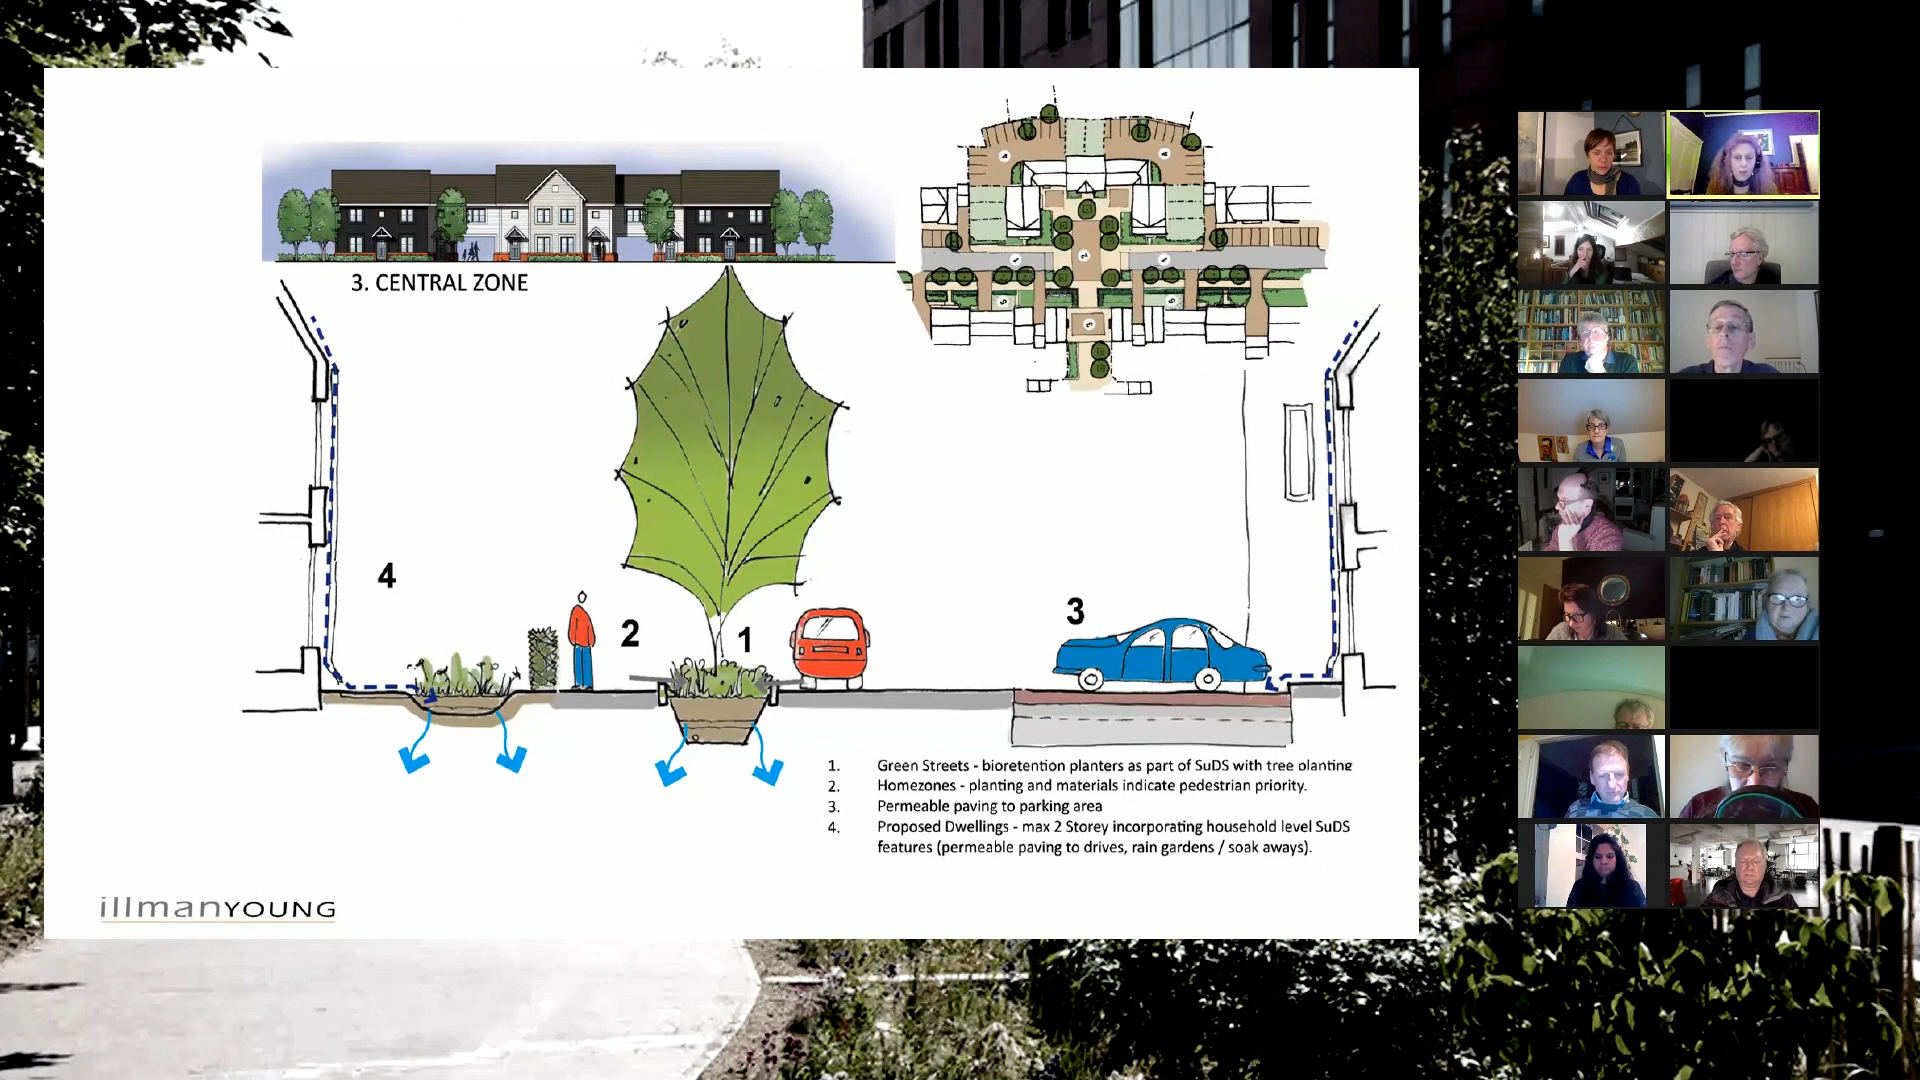 3. CENTRAL ZONE
4
2
1
3
1. Green Streets - bioretention planters as part of SuDS with tree planting
2. Homezones - planting and materials indicate pedestrian priority.
3. Permeable paving to parking area
4. Proposed Dwellings - max 2 Storey incorporating household level SuDS
features (permeable paving to drives, rain gardens / soak aways).
illmanYOUNG